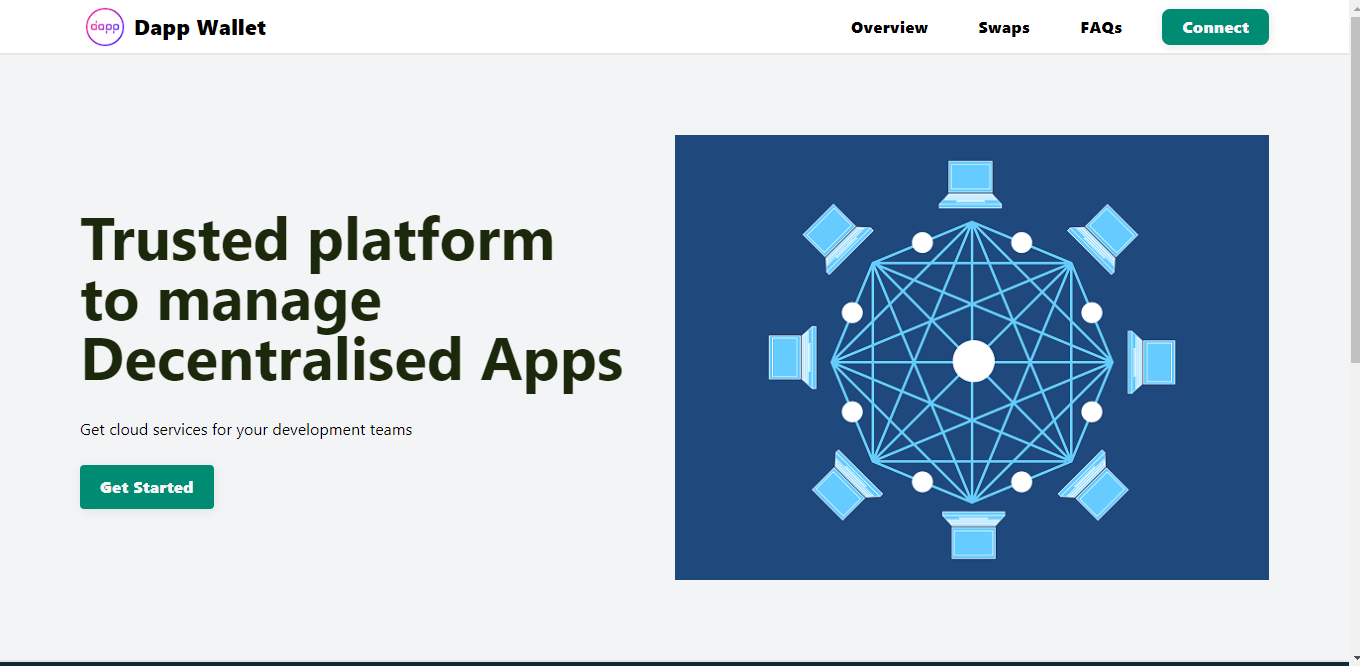 dapp Dapp Wallet Overview Swaps FAQs Connect
Trusted platform
to manage
Decentralised Apps
Get cloud services for your development teams
Get Started